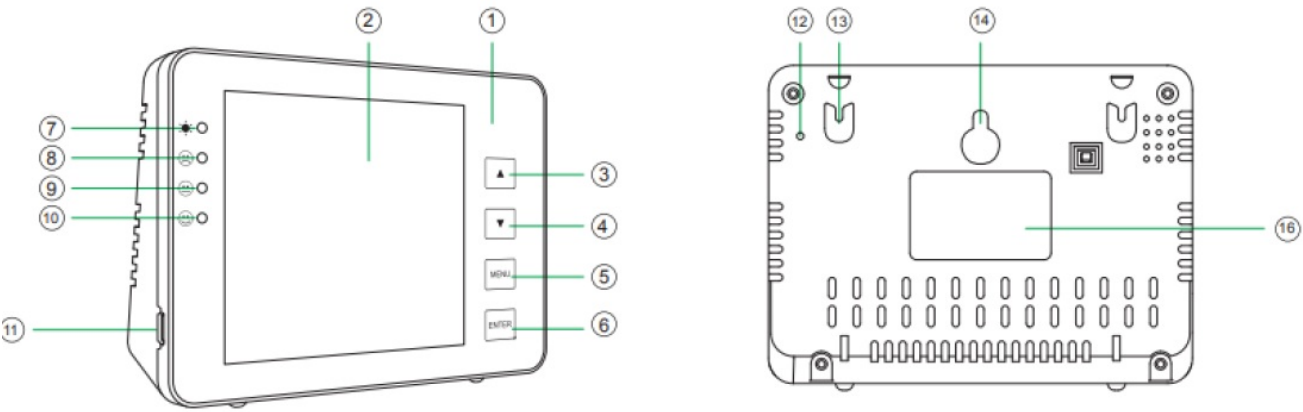 ② ① ⑫ ⑬ ⑭
⑦
⑧
⑨
⑩
▲ ③
▼ ④
MENU ⑤
ENTER ⑥
⑪
⑯